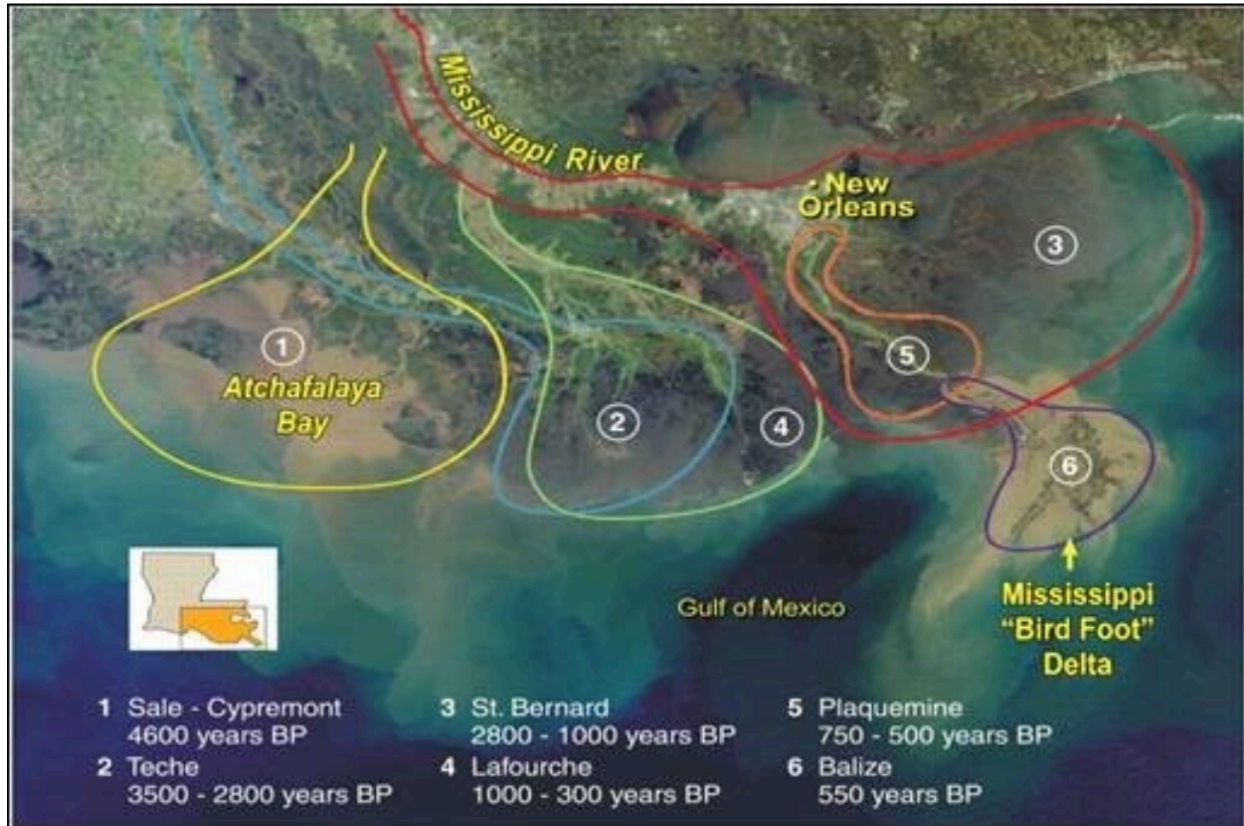 Mississippi River
New
Orleans
3
1
Atchafalaya
Bay
5
2
4
6
Gulf of Mexico
Mississippi
“Bird Foot”
Delta
1 Sale - Cypremont
4600 years BP
2 Teche
3500 - 2800 years BP
3 St. Bernard
2800 - 1000 years BP
4 Lafourche
1000 - 300 years BP
5 Plaquemine
750 - 500 years BP
6 Balize
550 years BP